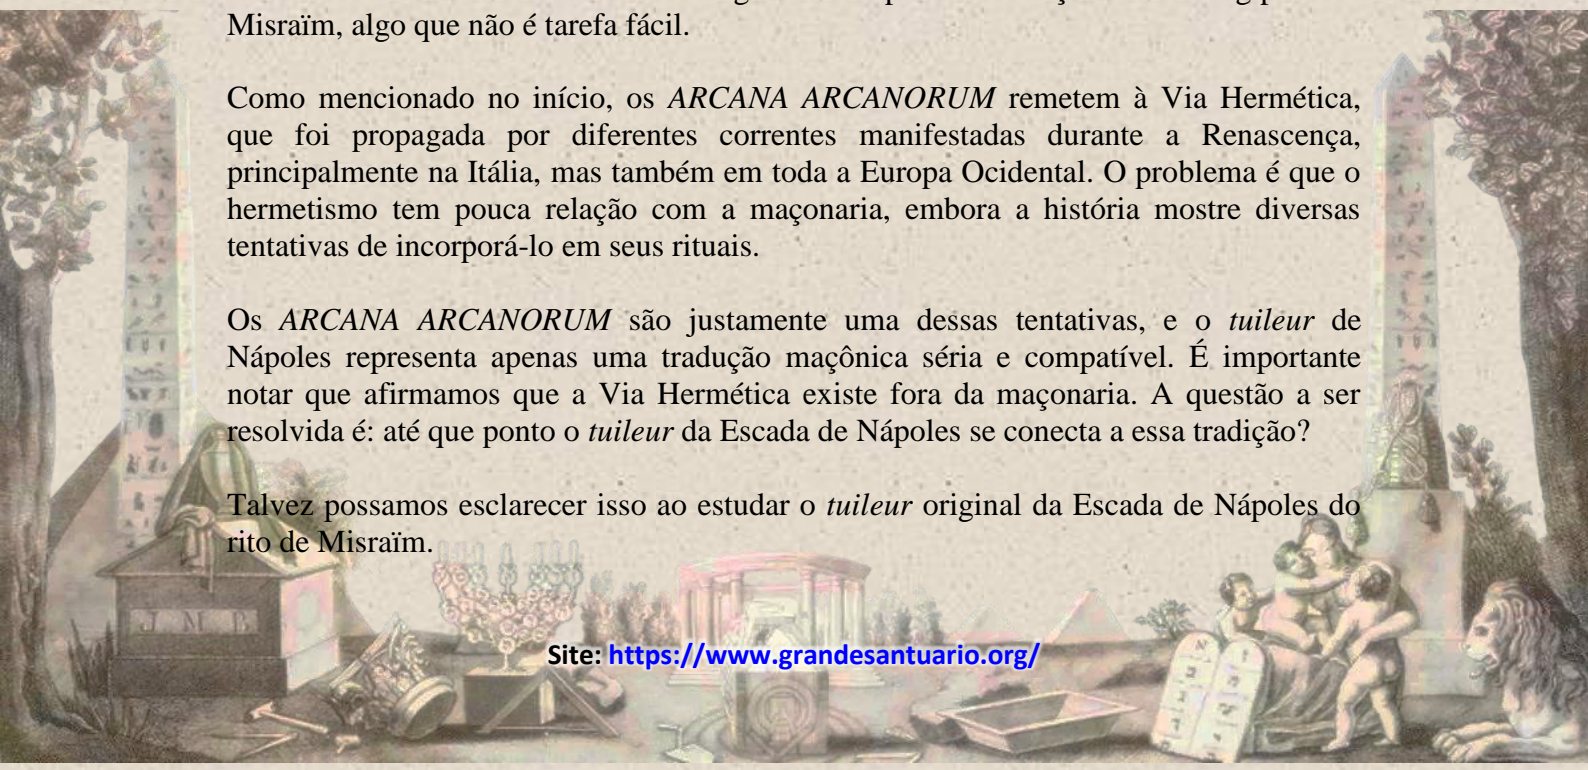 Misraïm, algo que não é tarefa fácil.
Como mencionado no início, os ARCANA ARCANORUM remetem à Via Hermética,
que foi propagada por diferentes correntes manifestadas durante a Renascença,
principalmente na Itália, mas também em toda a Europa Ocidental. O problema é que o
hermetismo tem pouca relação com a maçonaria, embora a história mostre diversas
tentativas de incorporá-lo em seus rituais.
Os ARCANA ARCANORUM são justamente uma dessas tentativas, e o tuileur de
Nápoles representa apenas uma tradução maçônica séria e compatível. É importante
notar que afirmamos que a Via Hermética existe fora da maçonaria. A questão a ser
resolvida é: até que ponto o tuileur da Escada de Nápoles se conecta a essa tradição?
Talvez possamos esclarecer isso ao estudar o tuileur original da Escada de Nápoles do
rito de Misraïm.
J M B
Site: https://www.grandesantuario.org/